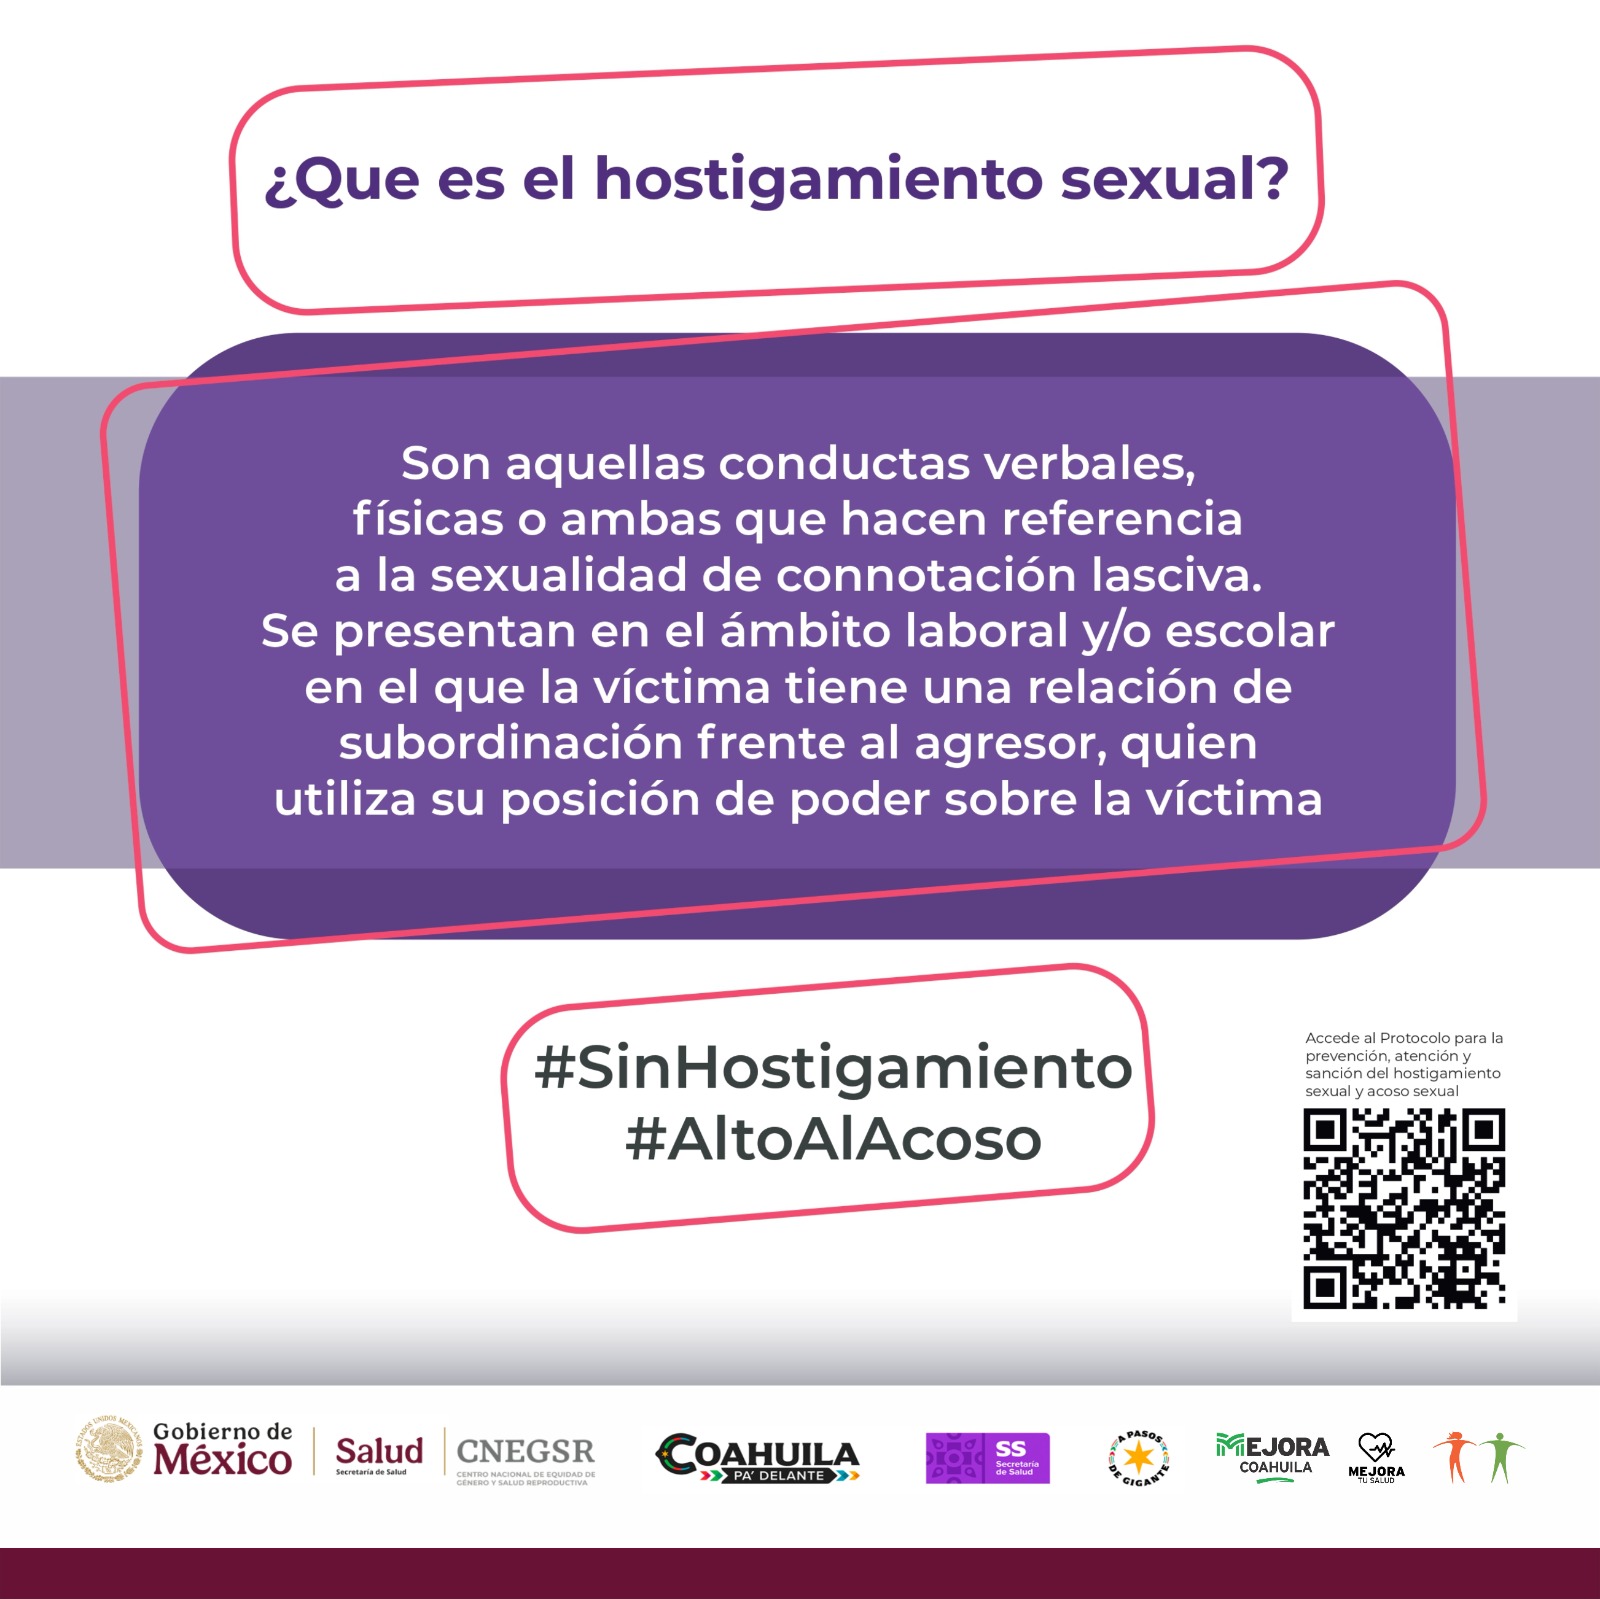 ¿Que es el hostigamiento sexual?
Son aquellas conductas verbales,
físicas o ambas que hacen referencia
a la sexualidad de connotación lasciva.
Se presentan en el ámbito laboral y/o escolar
en el que la víctima tiene una relación de
subordinación frente al agresor, quien
utiliza su posición de poder sobre la víctima
#SinHostigamiento
#AltoAlAcoso
Accede al Protocolo para la
prevención, atención y
sanción del hostigamiento
sexual y acoso sexual
ESTADOS UNIDOS MEXICANOS
Gobierno de
México
Salud
Secretaría de Salud
CNEGSR
CENTRO NACIONAL DE EQUIDAD DE
GÉNERO Y SALUD REPRODUCTIVA
COAHUILA
PA' DELANTE
SS
Secretaría
de Salud
A PASOS
DE GIGANTE
MEJORA
COAHUILA
MEJORA
TU SALUD